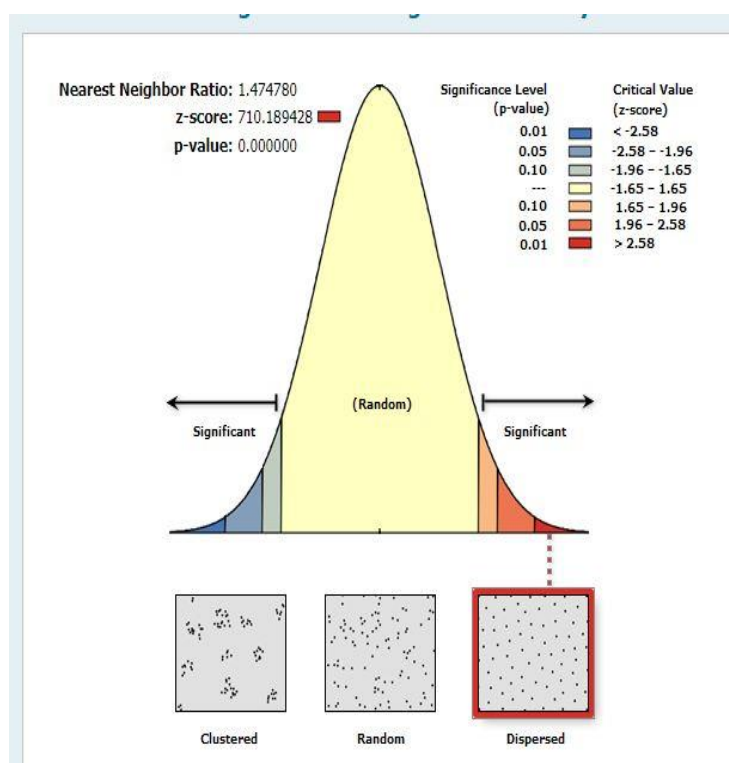 Nearest Neighbor Ratio: 1.474780
z-score: 710.189428
p-value: 0.000000
Significance Level
(p-value)
Critical Value
(z-score)
0.01 < -2.58
0.05 -2.58 – -1.96
0.10 -1.96 – -1.65
--- -1.65 – 1.65
0.10 1.65 – 1.96
0.05 1.96 – 2.58
0.01 > 2.58
(Random)
Significant Significant
Clustered Random Dispersed